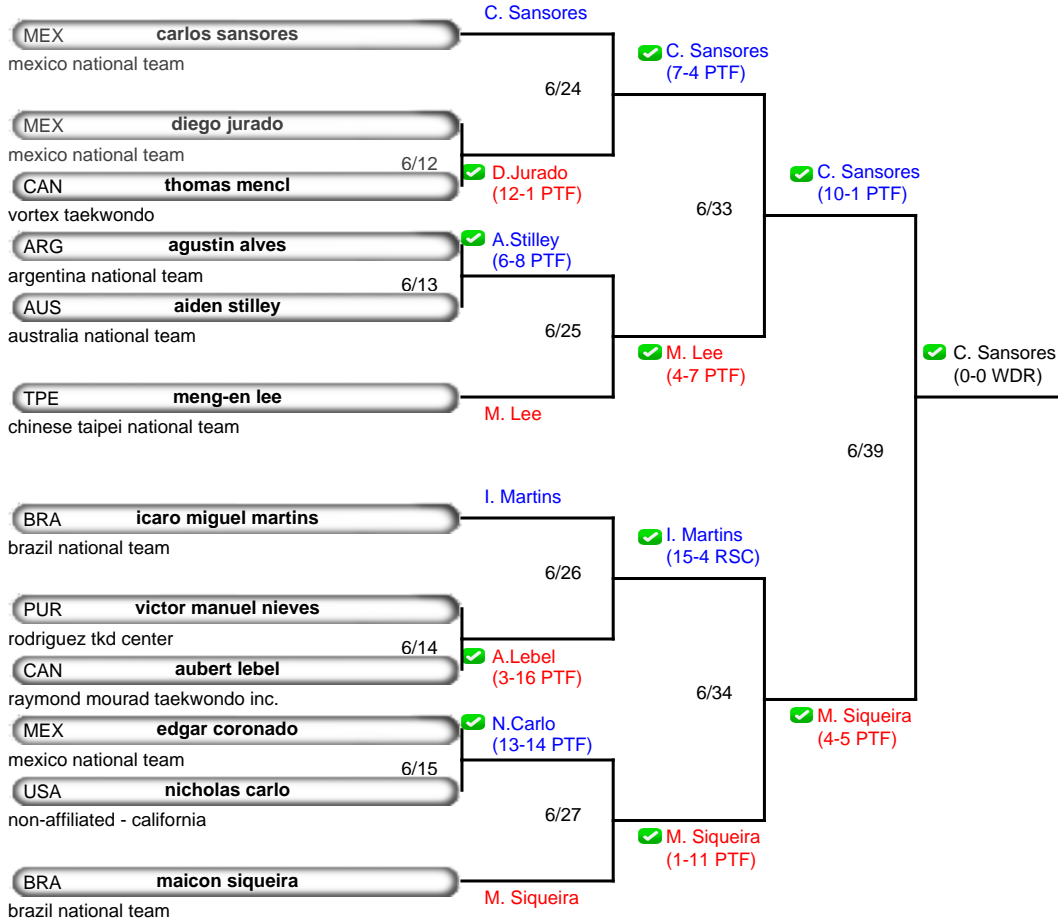 C. Sansores
MEX carlos sansores
mexico national team
C. Sansores
(7-4 PTF)
6/24
MEX diego jurado
mexico national team
6/12
D.Jurado
(12-1 PTF)
CAN thomas mencl
vortex taekwondo
C. Sansores
(10-1 PTF)
6/33
ARG agustin alves
argentina national team
A.Stilley
(6-8 PTF)
6/13
AUS aiden stilley
australia national team
6/25
M. Lee
(4-7 PTF)
C. Sansores
(0-0 WDR)
TPE meng-en lee
chinese taipei national team
M. Lee
6/39
I. Martins
BRA icaro miguel martins
brazil national team
I. Martins
(15-4 RSC)
6/26
PUR victor manuel nieves
rodriguez tkd center
6/14
A.Lebel
(3-16 PTF)
CAN aubert lebel
raymond mourad taekwondo inc.
6/34
M. Siqueira
(4-5 PTF)
MEX edgar coronado
mexico national team
N.Carlo
(13-14 PTF)
6/15
USA nicholas carlo
non-affiliated - california
6/27
M. Siqueira
(1-11 PTF)
BRA maicon siqueira
brazil national team
M. Siqueira